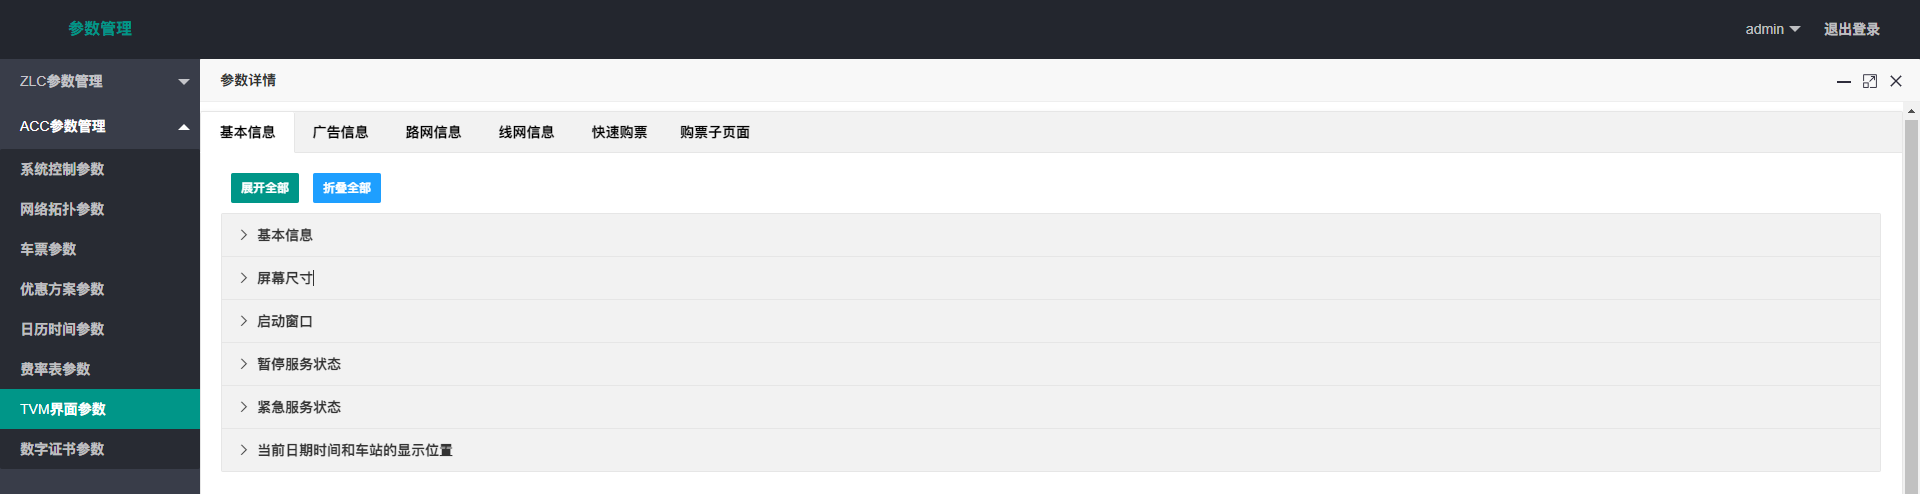 参数管理
admin
退出登录
ZLC参数管理
ACC参数管理
系统控制参数
网络拓扑参数
车票参数
优惠方案参数
日历时间参数
费率表参数
TVM界面参数
数字证书参数
参数详情
基本信息 广告信息 路网信息 线网信息 快速购票 购票子页面
展开全部 折叠全部
基本信息
屏幕尺寸
启动窗口
暂停服务状态
紧急服务状态
当前日期时间和车站的显示位置